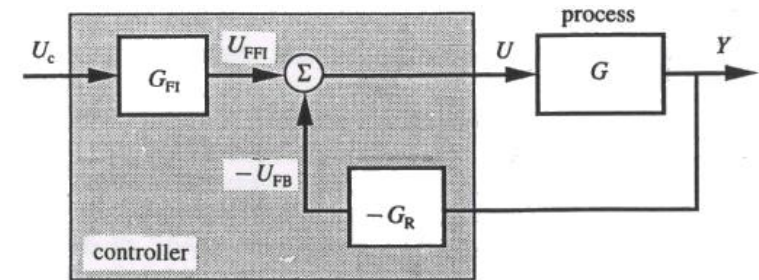 process
U_c
U_FFI
U
Y
G_FI
Σ
G
−U_FB
−G_R
controller